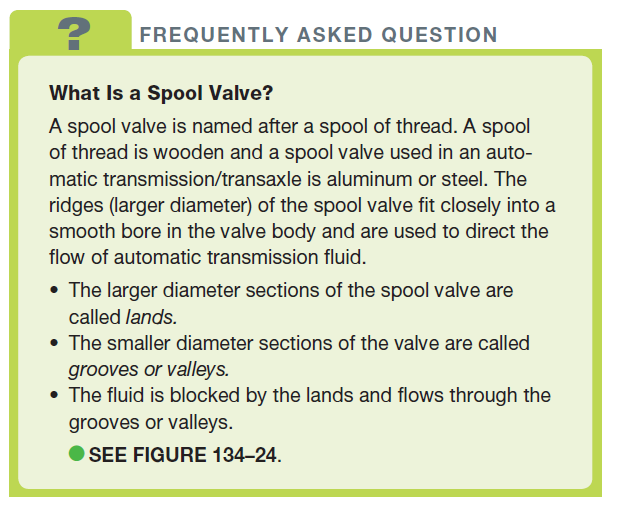 ?
FREQUENTLY ASKED QUESTION
What Is a Spool Valve?
A spool valve is named after a spool of thread. A spool
of thread is wooden and a spool valve used in an auto-
matic transmission/transaxle is aluminum or steel. The
ridges (larger diameter) of the spool valve fit closely into a
smooth bore in the valve body and are used to direct the
flow of automatic transmission fluid.
• The larger diameter sections of the spool valve are
called lands.
• The smaller diameter sections of the valve are called
grooves or valleys.
• The fluid is blocked by the lands and flows through the
grooves or valleys.
SEE FIGURE 134–24.